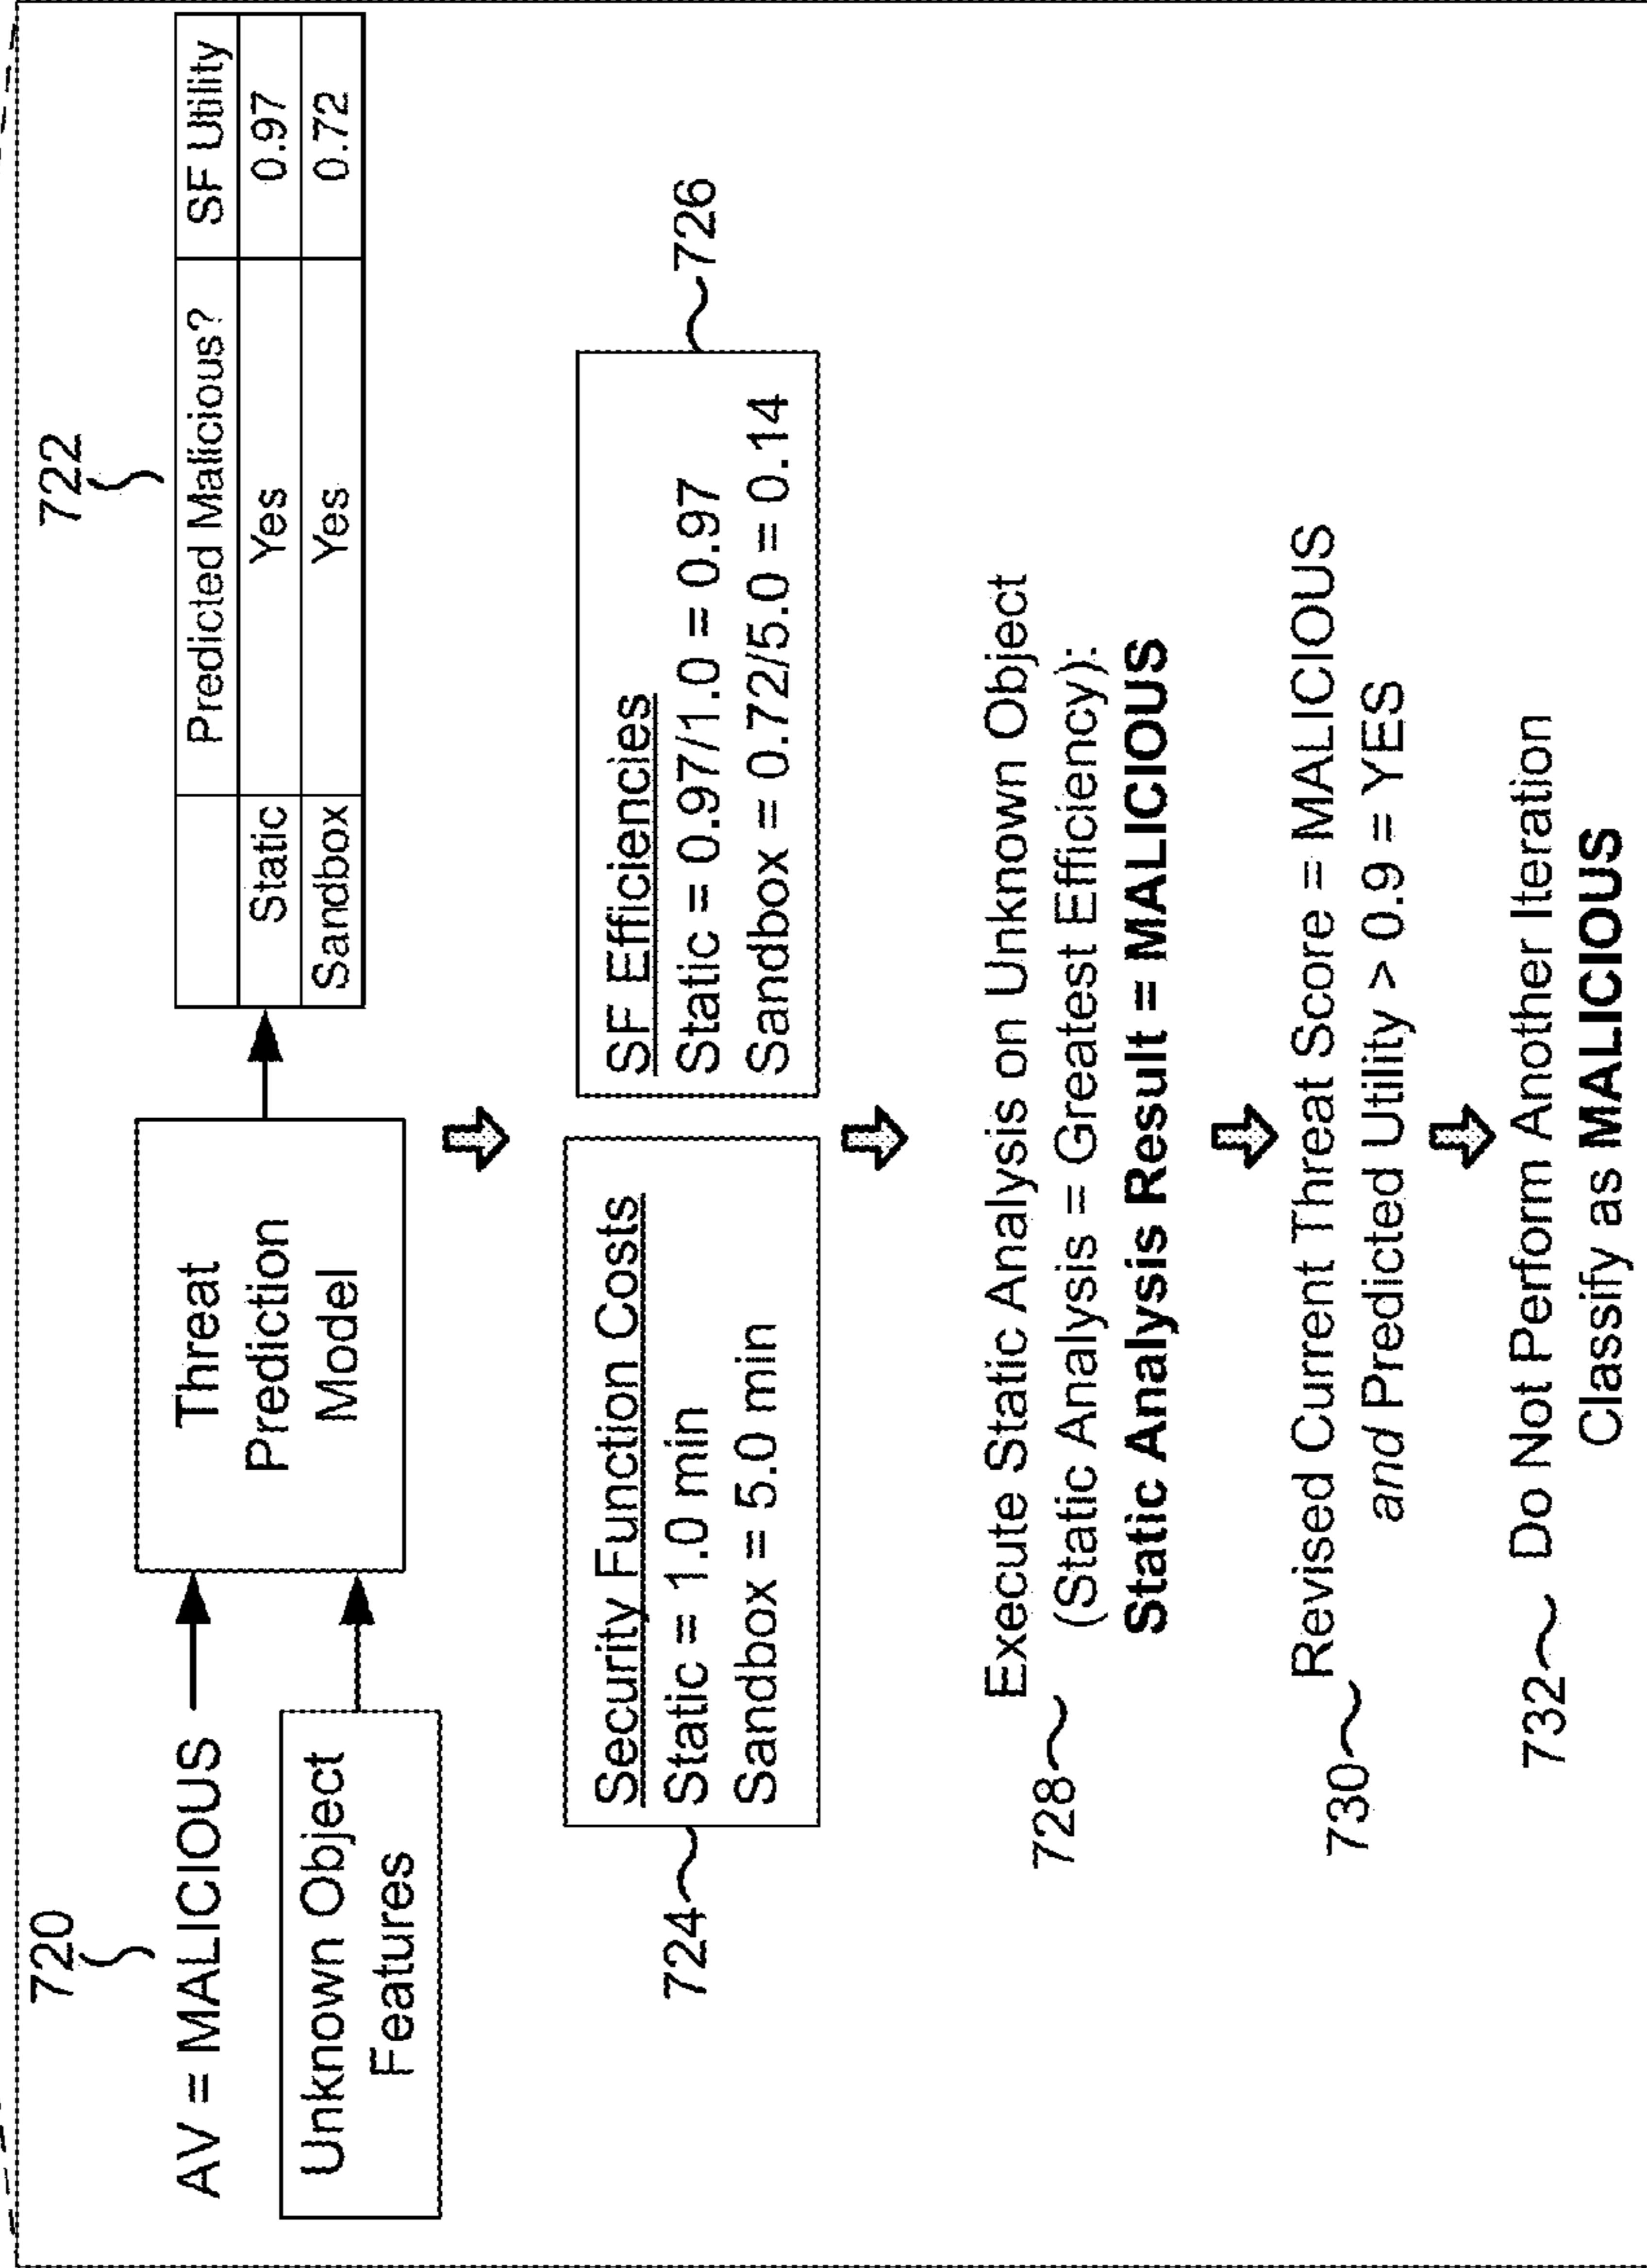 720
AV = MALICIOUS
Unknown Object
Features
Threat
Prediction
Model
722
Predicted Malicious? SF Utility
Static Yes 0.97
Sandbox Yes 0.72
724
Security Function Costs
Static = 1.0 min
Sandbox = 5.0 min
SF Efficiencies
Static = 0.97/1.0 = 0.97
Sandbox = 0.72/5.0 = 0.14
726
728
Execute Static Analysis on Unknown Object
(Static Analysis = Greatest Efficiency):
Static Analysis Result = MALICIOUS
730
Revised Current Threat Score = MALICIOUS
and Predicted Utility > 0.9 = YES
732
Do Not Perform Another Iteration
Classify as MALICIOUS